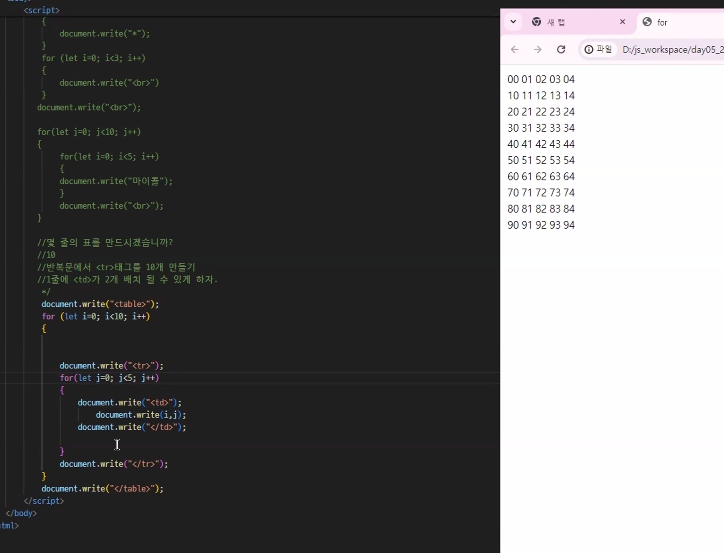 <body>
<script>
{
document.write("*");
}
for (let i=0; i<3; i++)
{
document.write("<br>")
}
document.write("<br>");
for(let j=0; j<10; j++)
{
for(let i=0; i<5; i++)
{
document.write("마이콜");
}
document.write("<br>");
}
//몇 줄의 표를 만드시겠습니까?
//10
//반복문에서 <tr>태그를 10개 만들기
//1줄에 <td>가 2개 배치 될 수 있게 하자.
*/
document.write("<table>");
for (let i=0; i<10; i++)
{
document.write("<tr>");
for(let j=0; j<5; j++)
{
document.write("<td>");
document.write(i,j);
document.write("</td>");
}
document.write("</tr>");
}
document.write("</table>");
</script>
</body>
html>
새 탭
for
파일 D:/js_workspace/day05_2
00 01 02 03 04
10 11 12 13 14
20 21 22 23 24
30 31 32 33 34
40 41 42 43 44
50 51 52 53 54
60 61 62 63 64
70 71 72 73 74
80 81 82 83 84
90 91 92 93 94